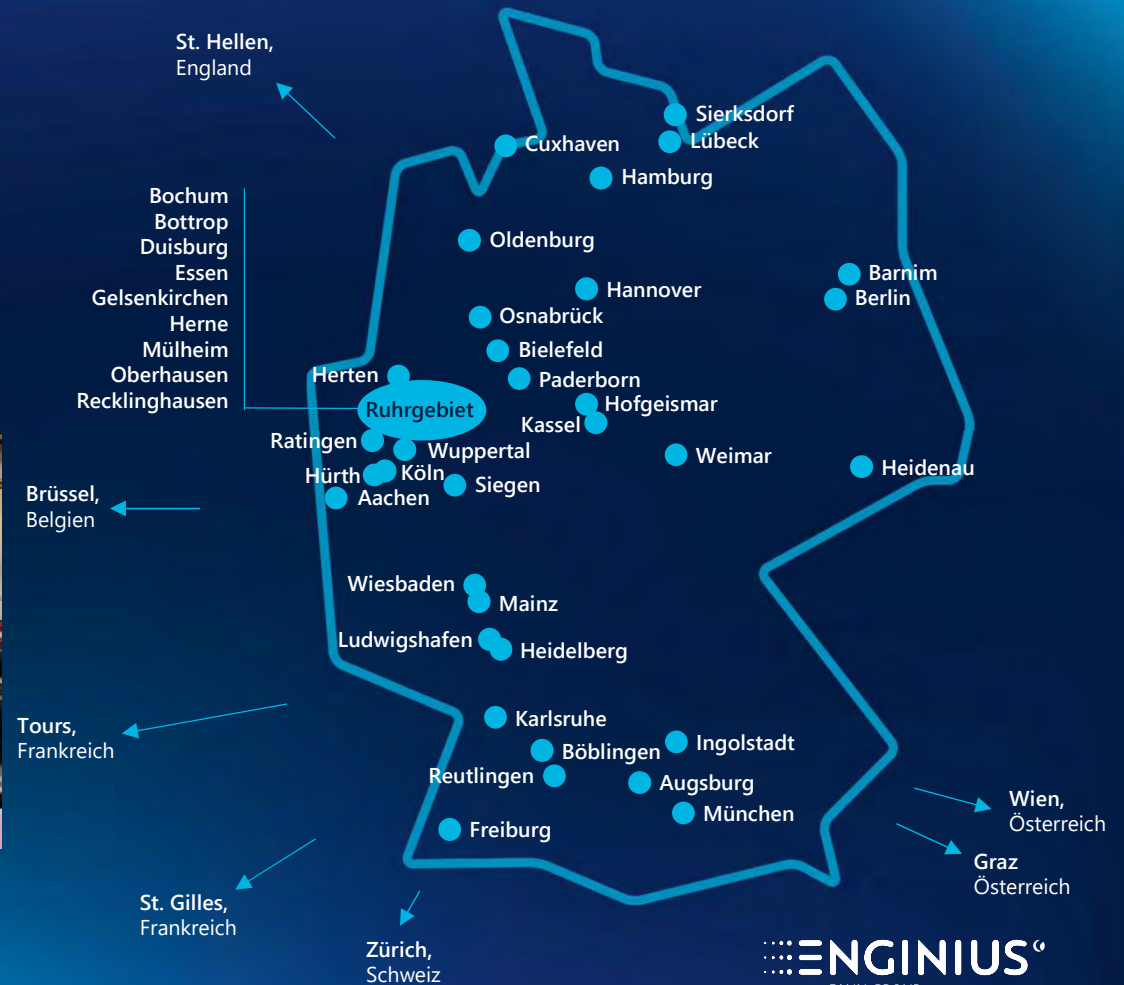 St. Hellen,
England
Sierksdorf
Lübeck
Cuxhaven
Hamburg
Bochum
Bottrop
Duisburg
Essen
Gelsenkirchen
Herne
Mülheim
Oberhausen
Recklinghausen
Oldenburg
Barnim
Berlin
Hannover
Osnabrück
Bielefeld
Herten
Paderborn
Ruhrgebiet
Hofgeismar
Kassel
Ratingen
Wuppertal
Weimar
Heidenau
Hürth
Köln
Siegen
Aachen
Brüssel,
Belgien
Wiesbaden
Mainz
Ludwigshafen
Heidelberg
Tours,
Frankreich
Karlsruhe
Ingolstadt
Böblingen
Reutlingen
Augsburg
München
Freiburg
Wien,
Österreich
Graz
Österreich
St. Gilles,
Frankreich
Zürich,
Schweiz
ENGINIUS